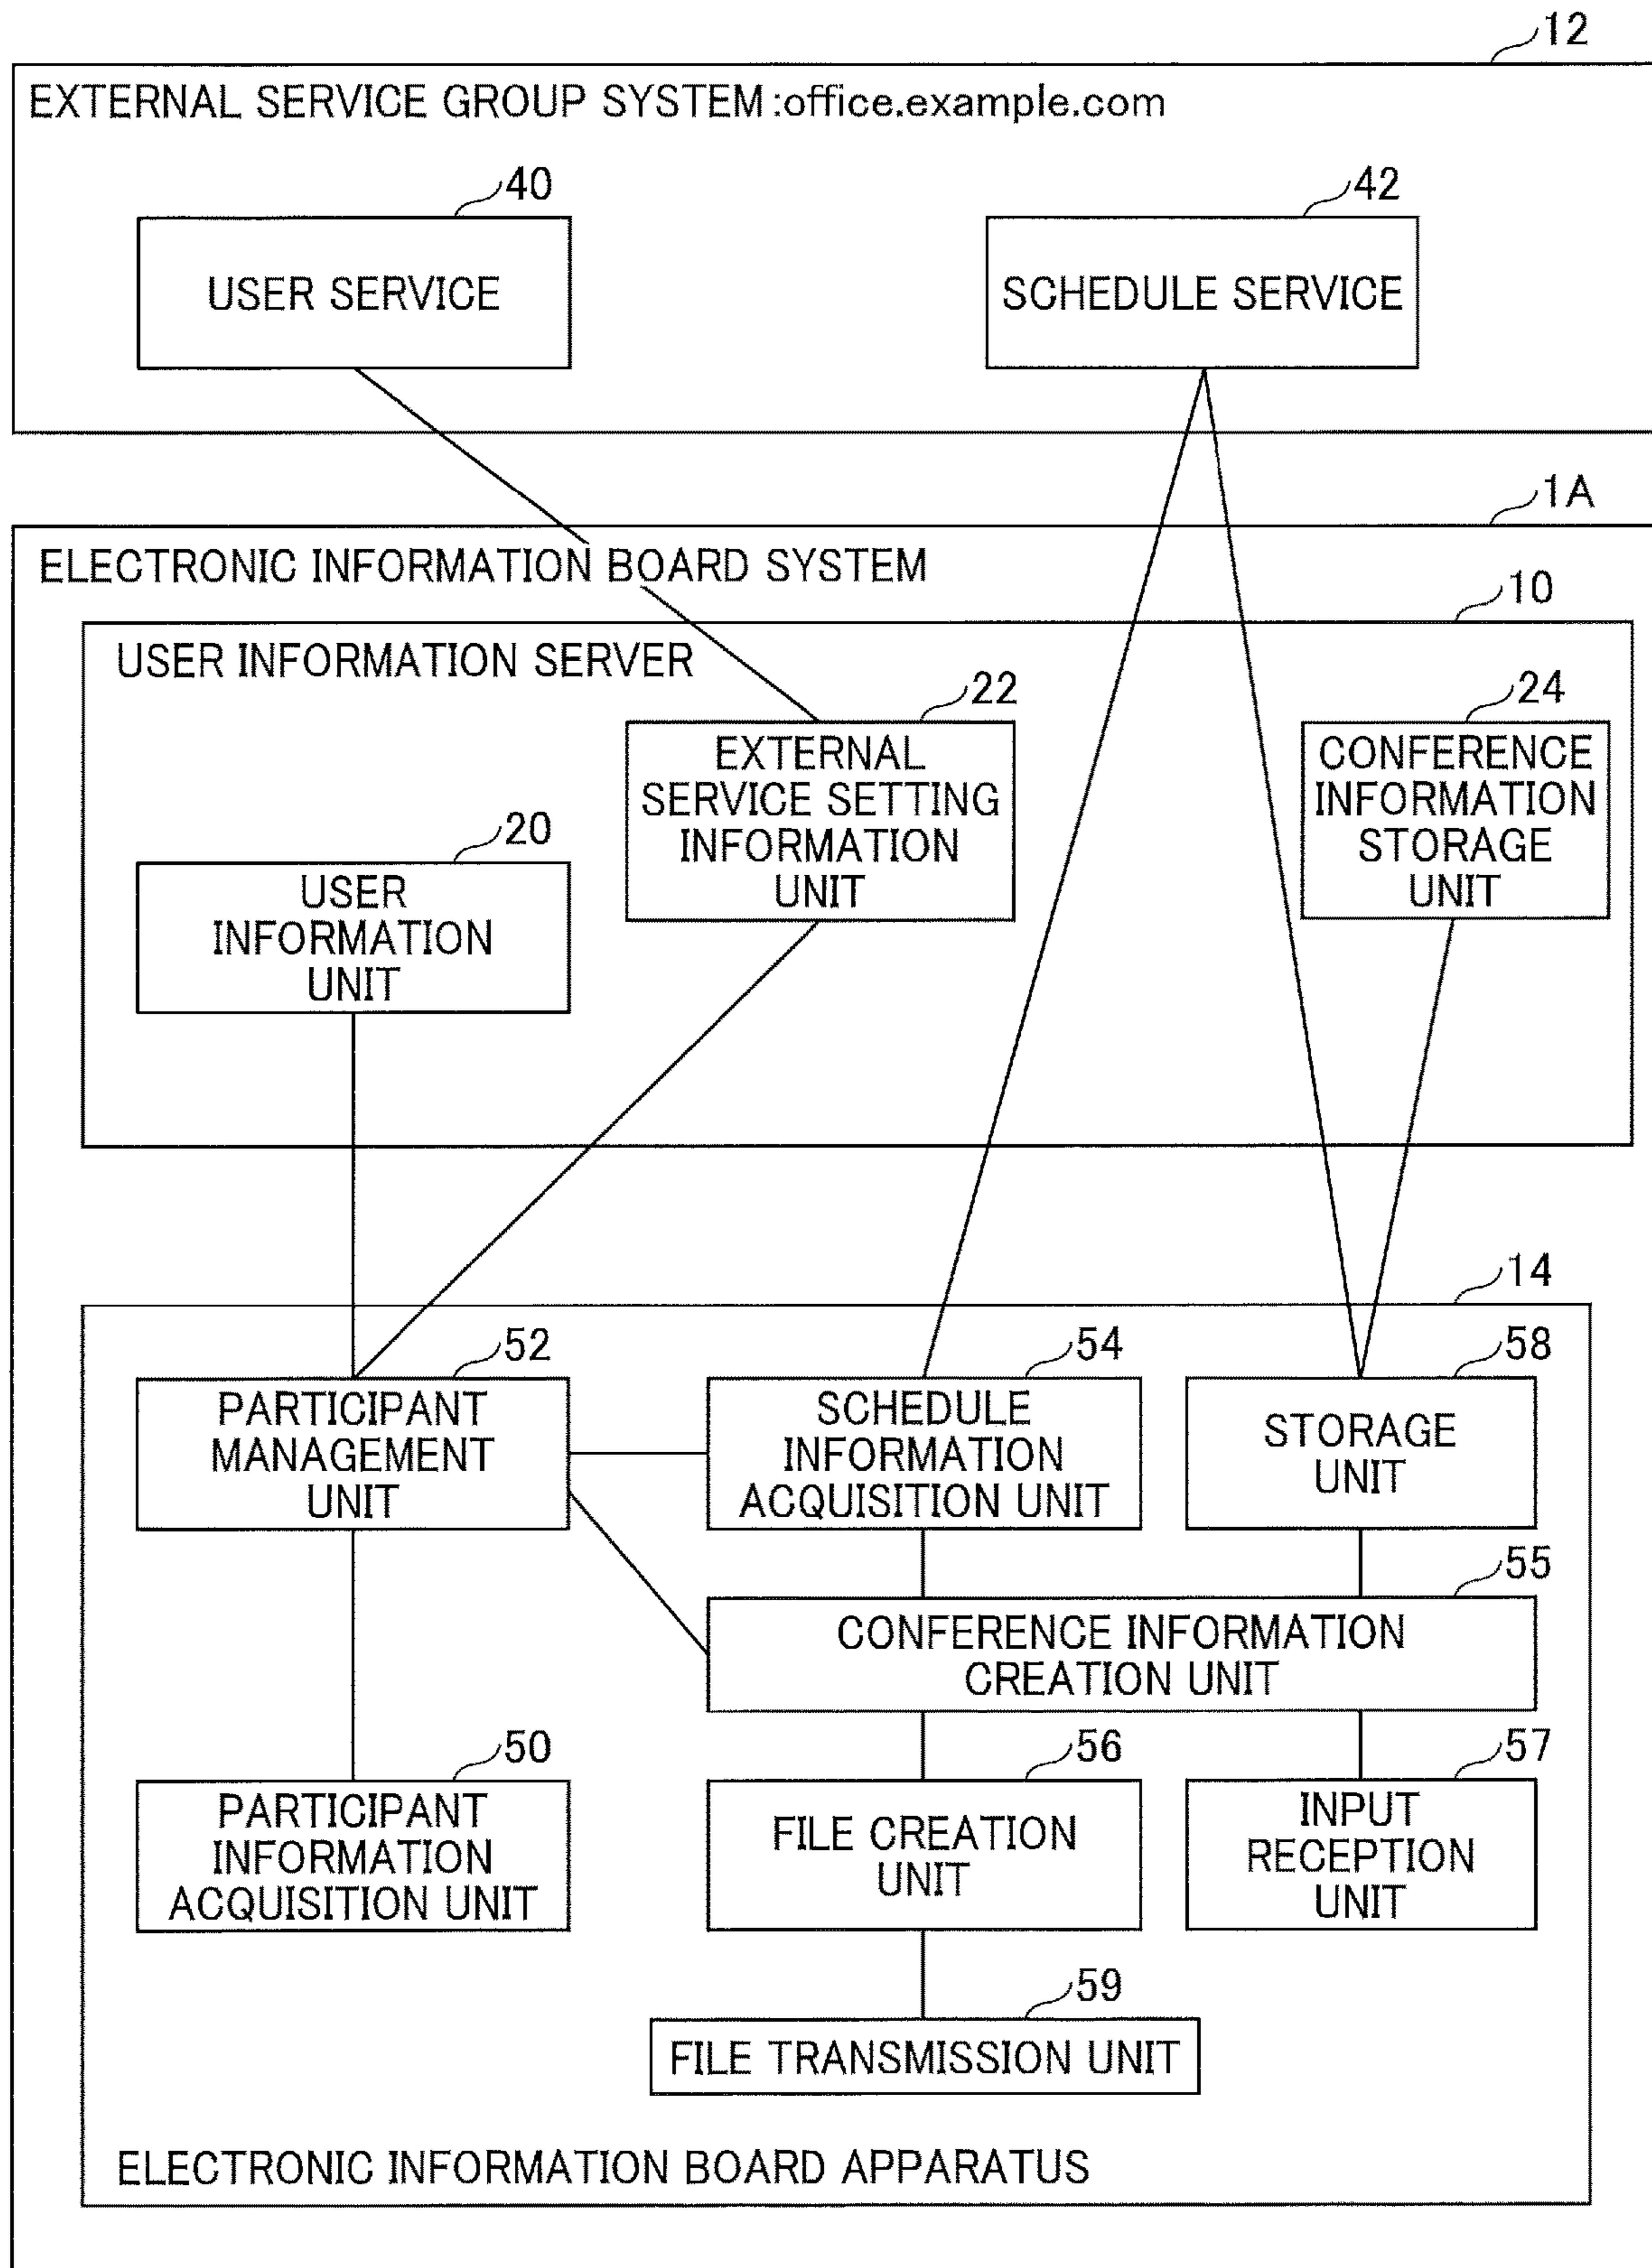 12
EXTERNAL SERVICE GROUP SYSTEM:office.example.com
40
42
USER SERVICE
SCHEDULE SERVICE
1A
ELECTRONIC INFORMATION BOARD SYSTEM
10
USER INFORMATION SERVER
22
24
EXTERNAL
SERVICE SETTING
INFORMATION
UNIT
CONFERENCE
INFORMATION
STORAGE
UNIT
20
USER
INFORMATION
UNIT
14
52
54
58
PARTICIPANT
MANAGEMENT
UNIT
SCHEDULE
INFORMATION
ACQUISITION UNIT
STORAGE
UNIT
55
CONFERENCE INFORMATION
CREATION UNIT
50
56
57
PARTICIPANT
INFORMATION
ACQUISITION UNIT
FILE CREATION
UNIT
INPUT
RECEPTION
UNIT
59
FILE TRANSMISSION UNIT
ELECTRONIC INFORMATION BOARD APPARATUS